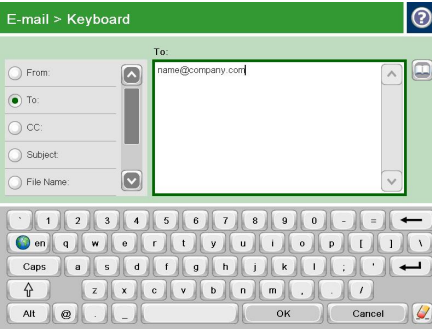 E-mail > Keyboard
?
To:
From:
name@company.com
To:
CC:
Subject:
File Name:
` 1 2 3 4 5 6 7 8 9 0 - =
en q w e r t y u i o p [ ] \
Caps a s d f g h j k l ; '
z x c v b n m , . /
Alt @ . _ OK Cancel